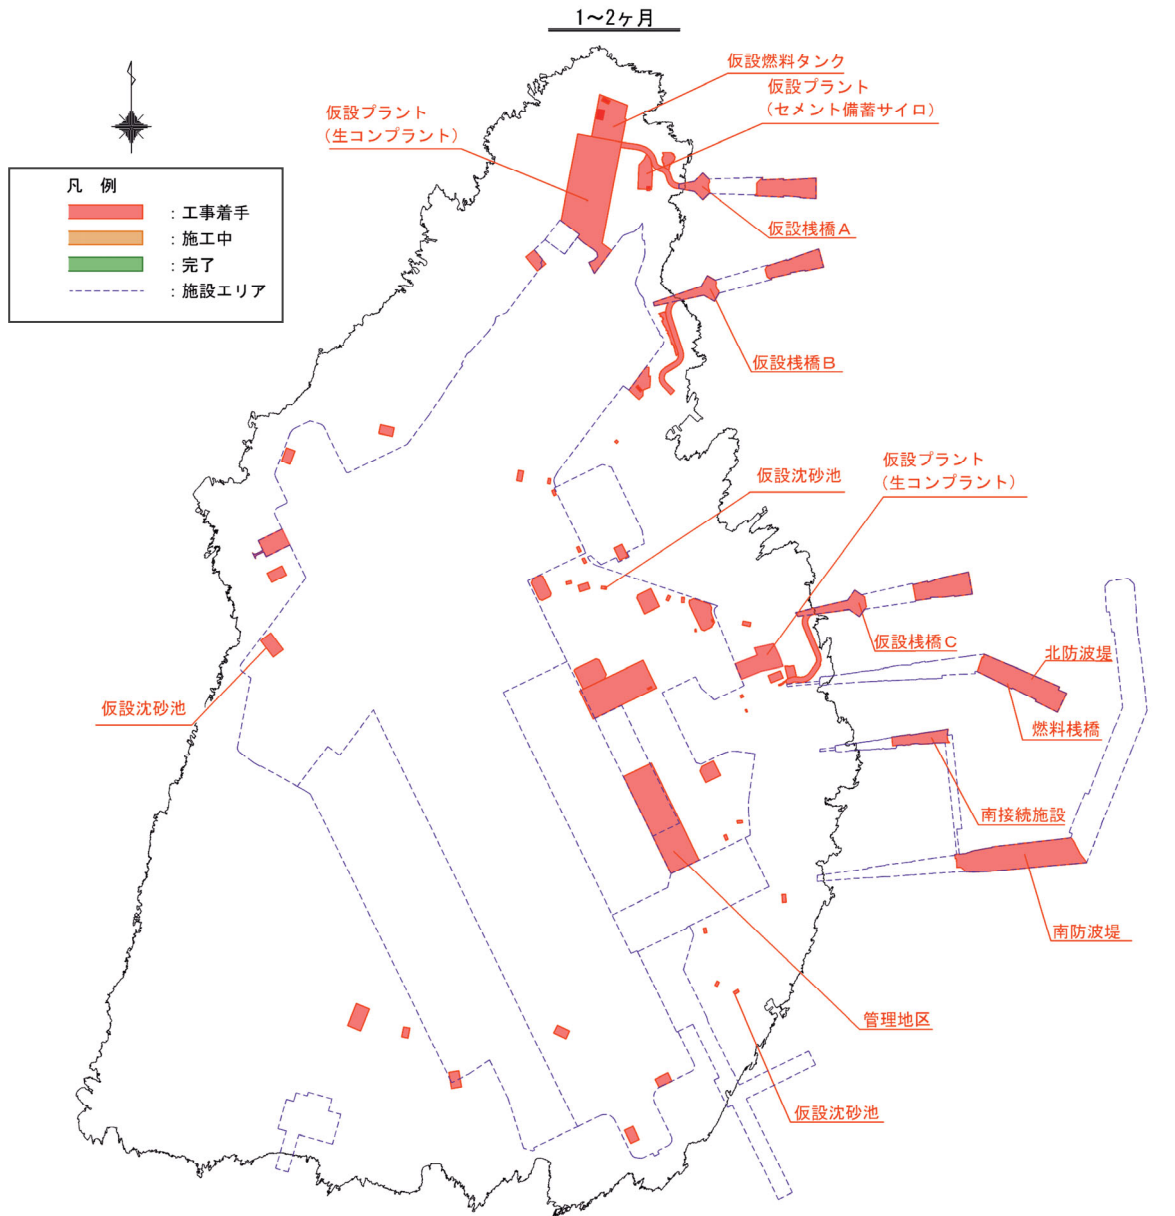 1～2ヶ月
仮設燃料タンク
仮設プラント
(セメント備蓄サイロ)
仮設プラント
(生コンプラント)
凡 例
：工事着手
：施工中
：完了
：施設エリア
仮設桟橋A
仮設桟橋B
仮設プラント
(生コンプラント)
仮設沈砂池
仮設桟橋C
北防波堤
燃料桟橋
仮設沈砂池
南接続施設
南防波堤
管理地区
仮設沈砂池